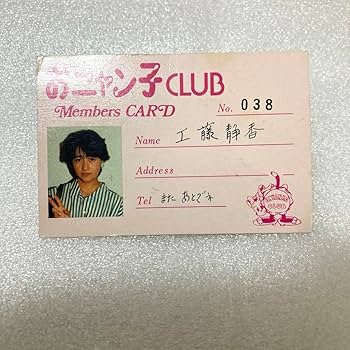 おニャン子CLUB
Members CARD
No. 038
Name 工藤静香
Address
Tel またあとでネ
CLUB